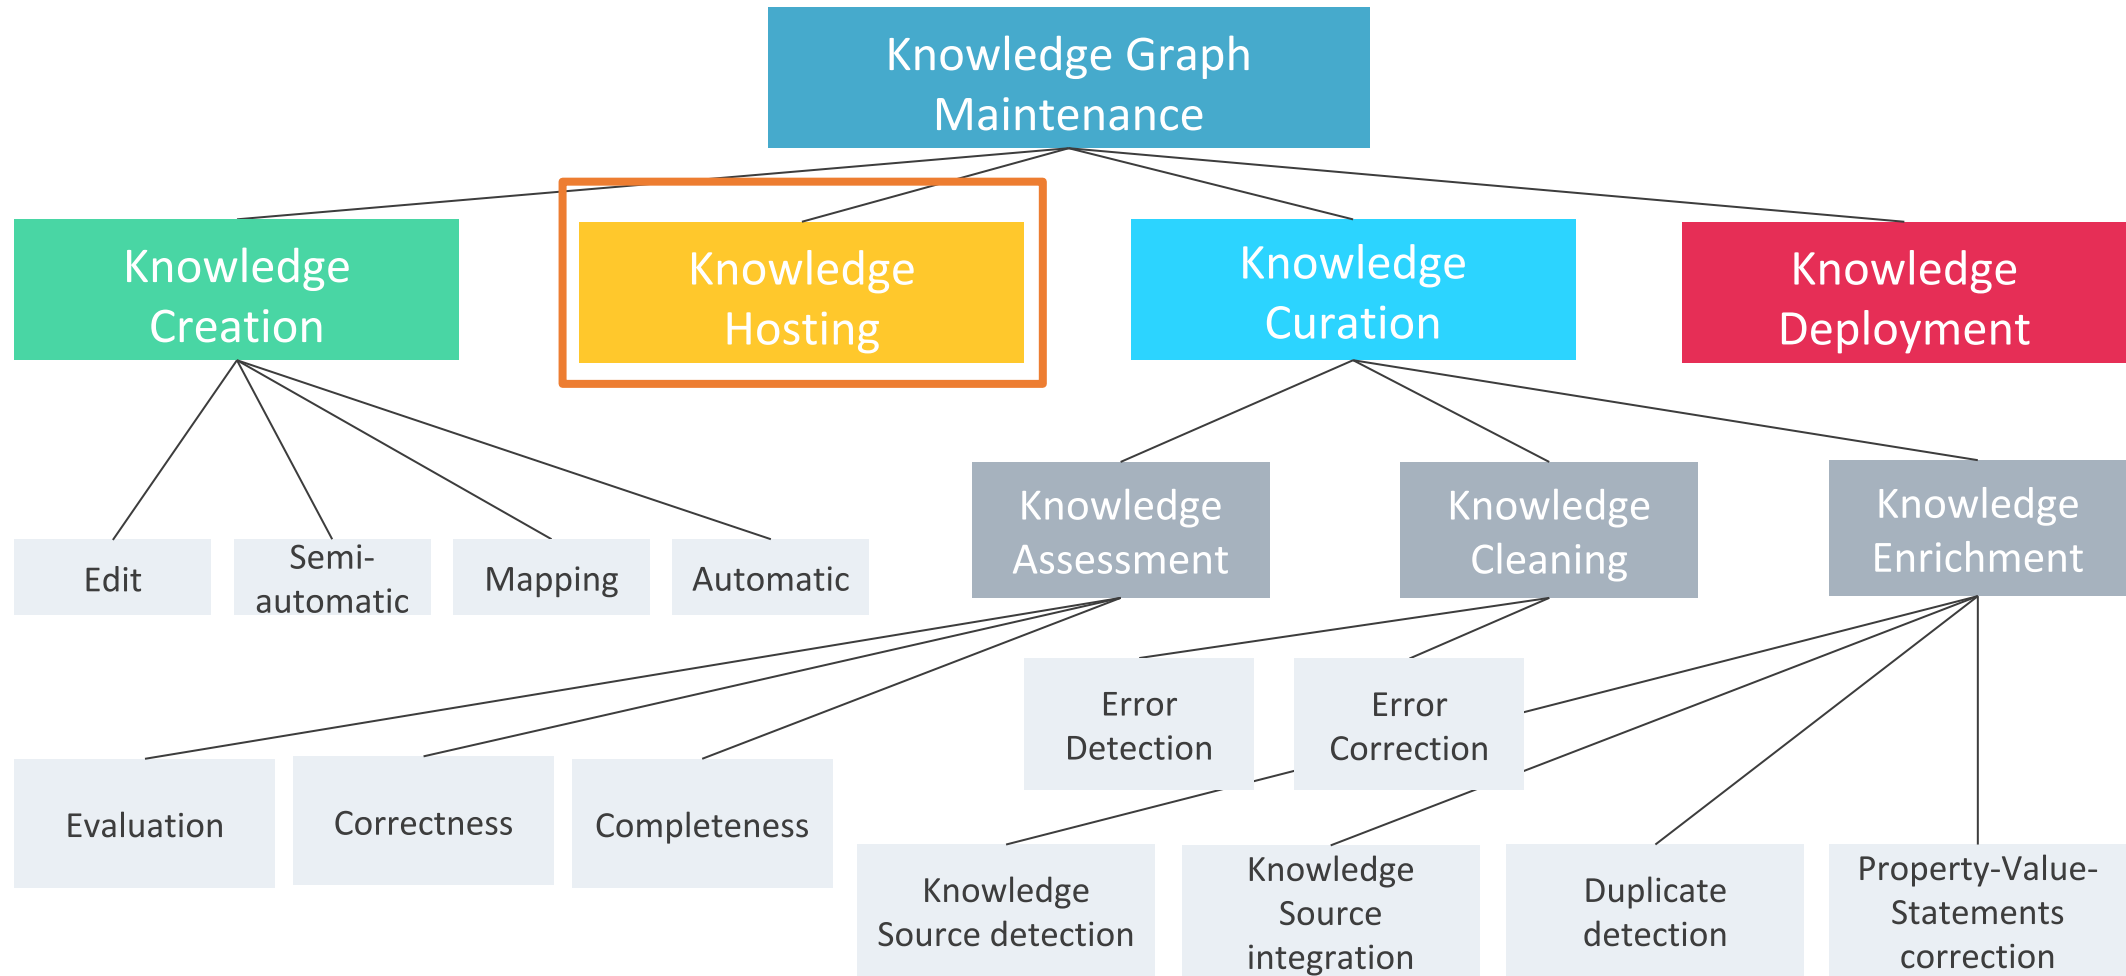 Knowledge Graph
Maintenance
Knowledge
Creation
Knowledge
Hosting
Knowledge
Curation
Knowledge
Deployment
Edit
Semi-
automatic
Mapping
Automatic
Knowledge
Assessment
Knowledge
Cleaning
Knowledge
Enrichment
Evaluation
Correctness
Completeness
Error
Detection
Error
Correction
Knowledge
Source detection
Knowledge
Source
integration
Duplicate
detection
Property-Value-
Statements
correction